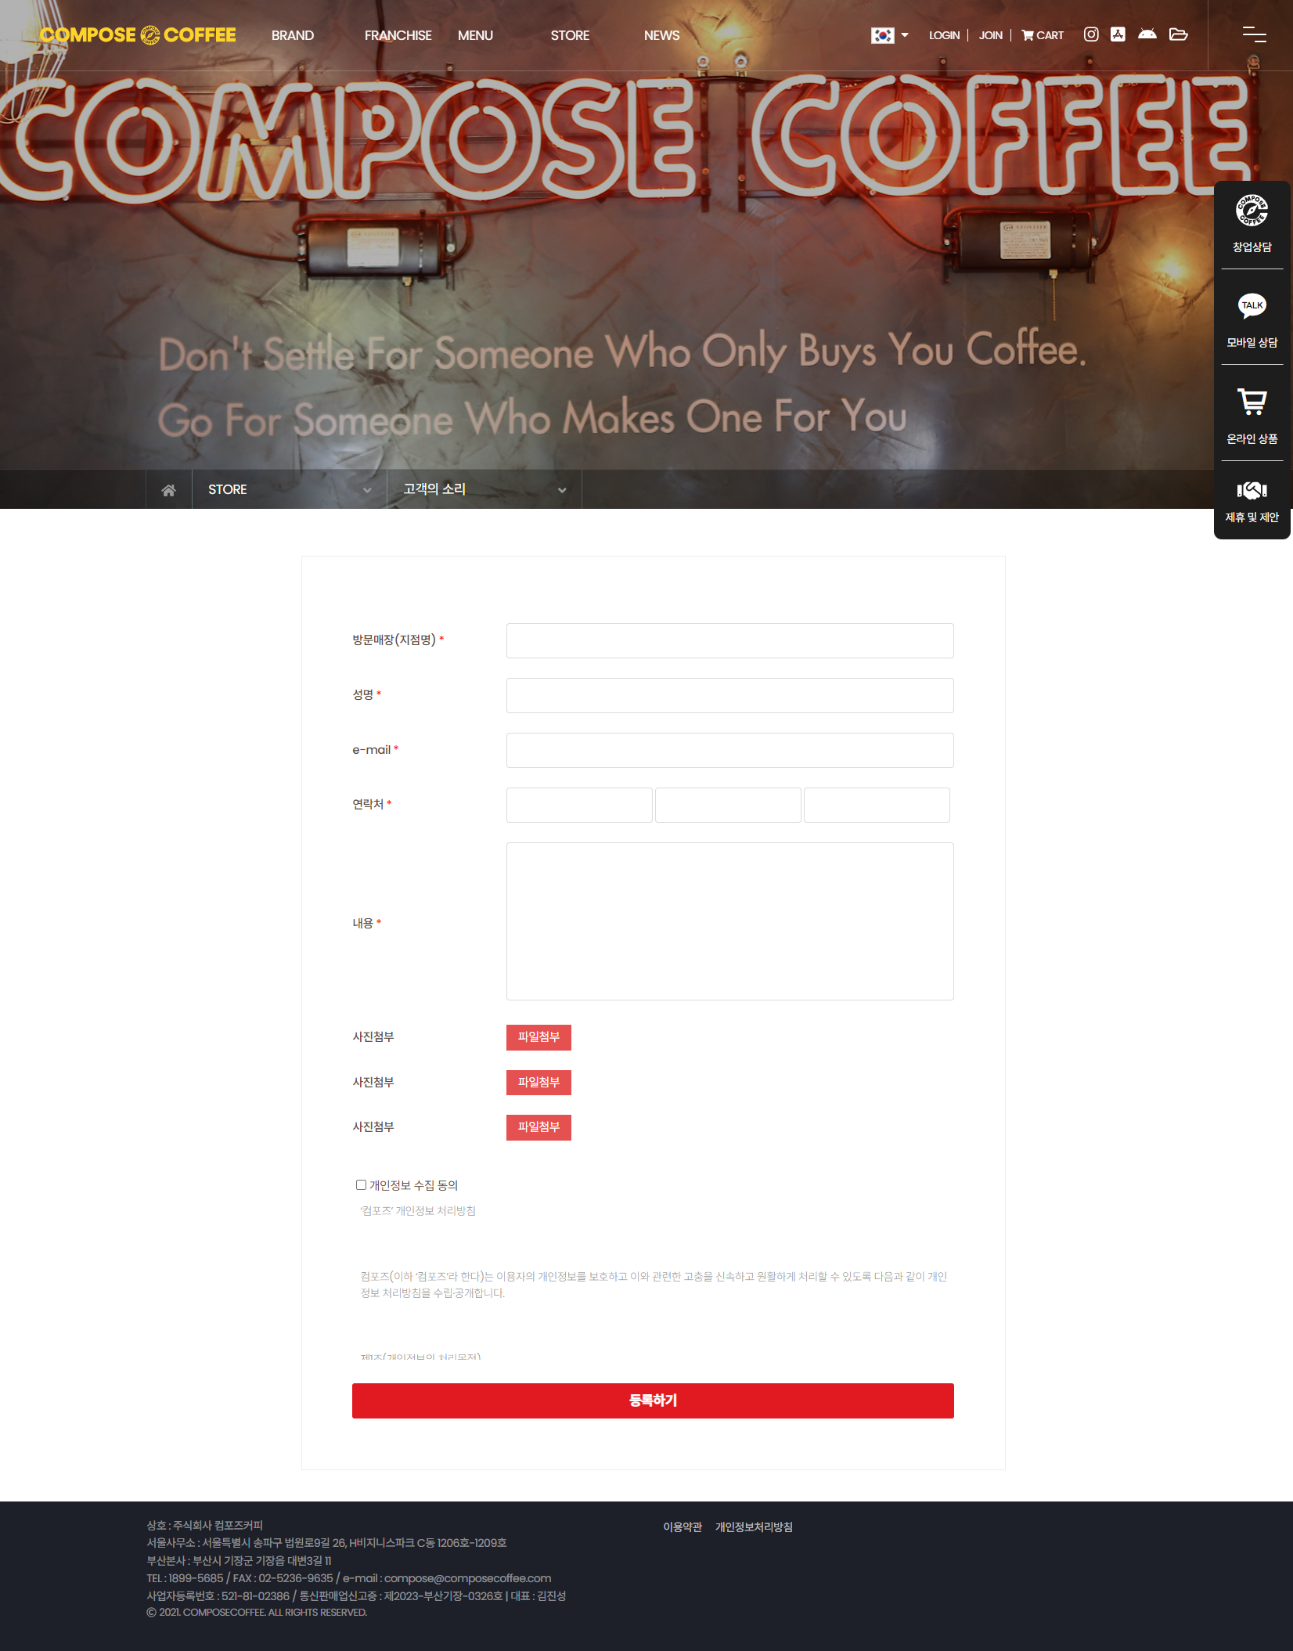 COMPOSE COFFEE
BRAND
FRANCHISE
MENU
STORE
NEWS
LOGIN
JOIN
CART
COMPOSE COFFEE
Don't Settle For Someone Who Only Buys You Coffee.
Go For Someone Who Makes One For You
COMPOSE COFFEE
창업상담
TALK
모바일 상담
온라인 상품
제휴 및 제안
STORE
고객의 소리
방문매장(지점명) *
성명 *
e-mail *
연락처 *
내용 *
사진첨부
파일첨부
사진첨부
파일첨부
사진첨부
파일첨부
개인정보 수집 동의
'컴포즈' 개인정보 처리방침
컴포즈(이하 '컴포즈'라 한다)는 이용자의 개인정보를 보호하고 이와 관련한 고충을 신속하고 원활하게 처리할 수 있도록 다음과 같이 개인
정보 처리방침을 수립·공개합니다.
제1조(개인정보의 처리목적)
등록하기
상호 : 주식회사 컴포즈커피
서울사무소 : 서울특별시 송파구 법원로9길 26, H비지니스파크 C동 1206호-1209호
부산본사 : 부산시 기장군 기장읍 대변3길 11
TEL : 1899-5685 / FAX : 02-5236-9635 / e-mail : compose@composecoffee.com
사업자등록번호 : 521-81-02386 / 통신판매업신고증 : 제2023-부산기장-0326호 | 대표 : 김진성
ⓒ 2021. COMPOSECOFFEE. ALL RIGHTS RESERVED.
이용약관
개인정보처리방침